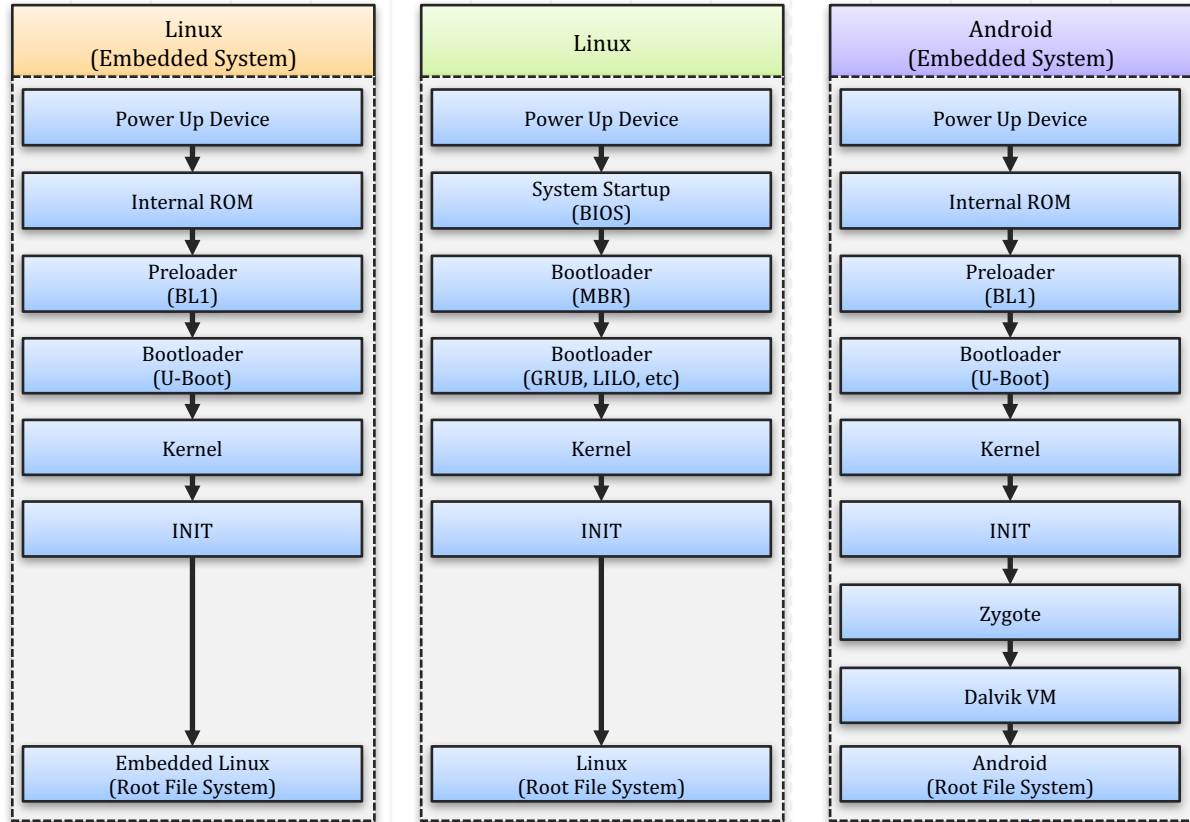 Linux
(Embedded System)
Power Up Device
Internal ROM
Preloader
(BL1)
Bootloader
(U-Boot)
Kernel
INIT
Embedded Linux
(Root File System)
Linux
Power Up Device
System Startup
(BIOS)
Bootloader
(MBR)
Bootloader
(GRUB, LILO, etc)
Kernel
INIT
Linux
(Root File System)
Android
(Embedded System)
Power Up Device
Internal ROM
Preloader
(BL1)
Bootloader
(U-Boot)
Kernel
INIT
Zygote
Dalvik VM
Android
(Root File System)